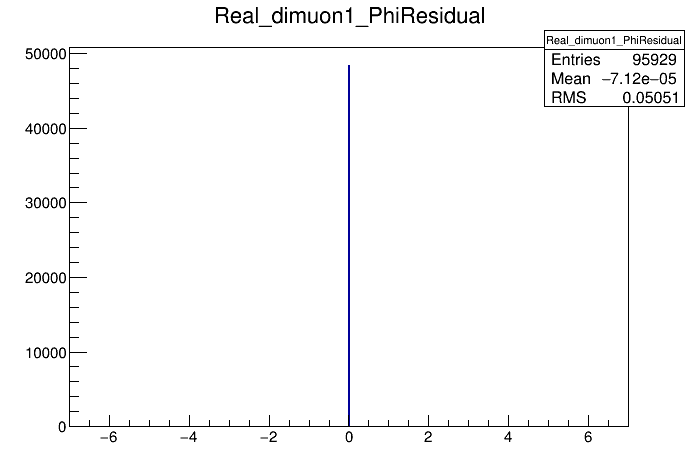 Real_dimuon1_PhiResidual
Real_dimuon1_PhiResidual
Entries 95929
Mean −7.12e−05
RMS 0.05051
50000
40000
30000
20000
10000
0
−6 −4 −2 0 2 4 6